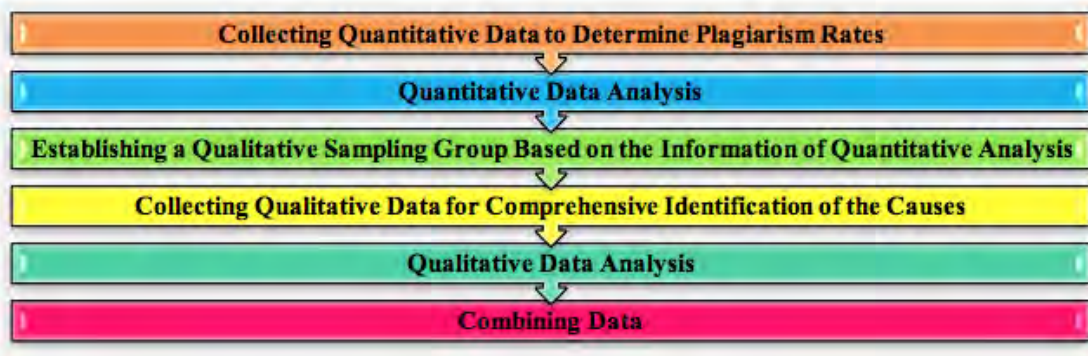 Collecting Quantitative Data to Determine Plagiarism Rates
Quantitative Data Analysis
Establishing a Qualitative Sampling Group Based on the Information of Quantitative Analysis
Collecting Qualitative Data for Comprehensive Identification of the Causes
Qualitative Data Analysis
Combining Data